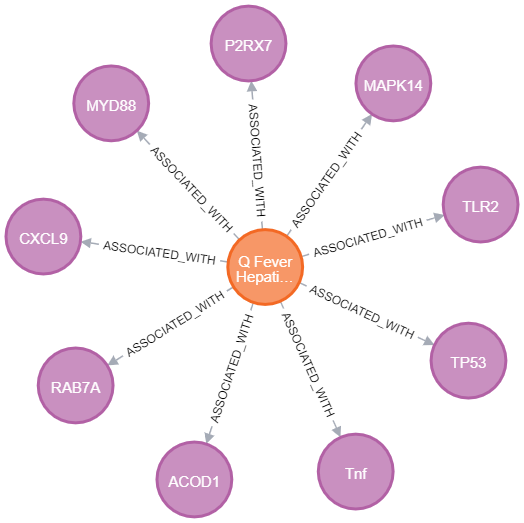 P2RX7
MAPK14
MYD88
TLR2
CXCL9
Q Fever
Hepati...
TP53
RAB7A
Tnf
ACOD1
ASSOCIATED_WITH
ASSOCIATED_WITH
ASSOCIATED_WITH
ASSOCIATED_WITH
ASSOCIATED_WITH
ASSOCIATED_WITH
ASSOCIATED_WITH
ASSOCIATED_WITH
ASSOCIATED_WITH